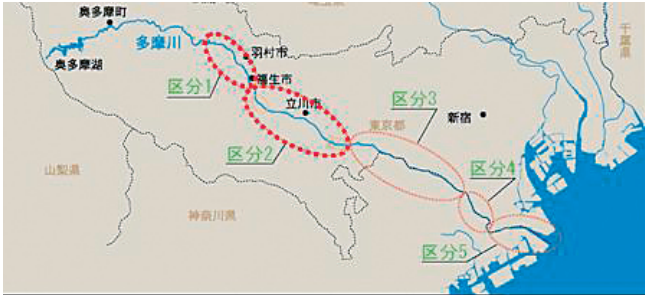 奥多摩町
多摩川
羽村市
奥多摩湖
福生市
区分1
立川市
区分3
新宿
東京都
千葉県
区分2
山梨県
区分4
神奈川県
区分5